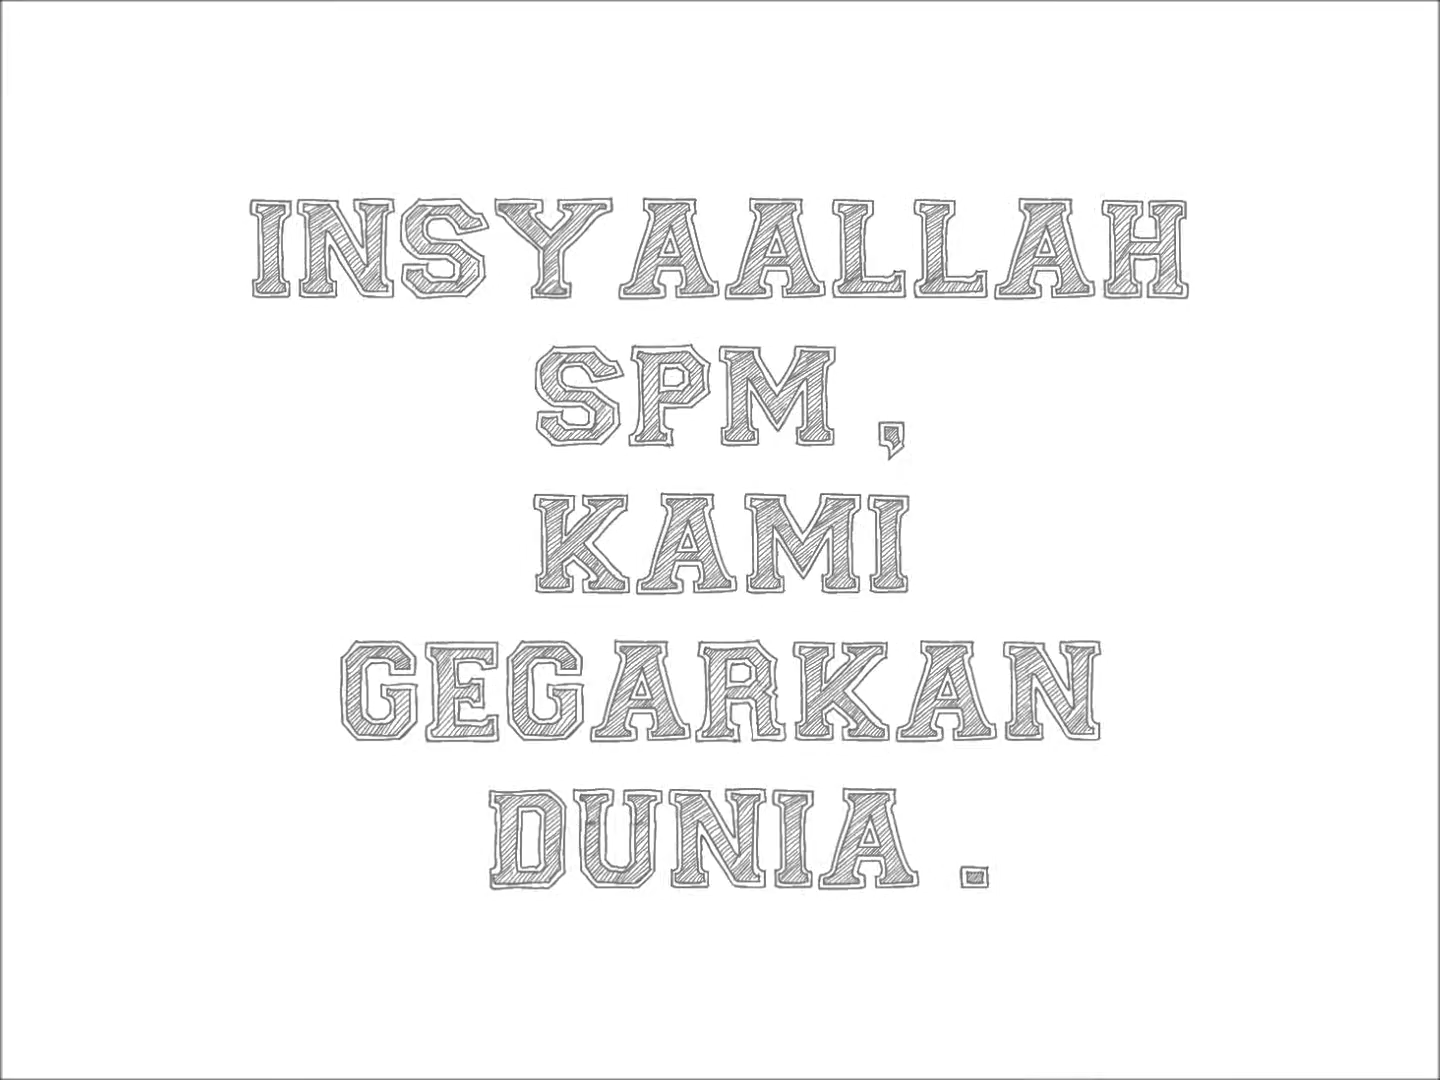 INSYAALLAH
SPM ,
KAMI
GEGARKAN
DUNIA .